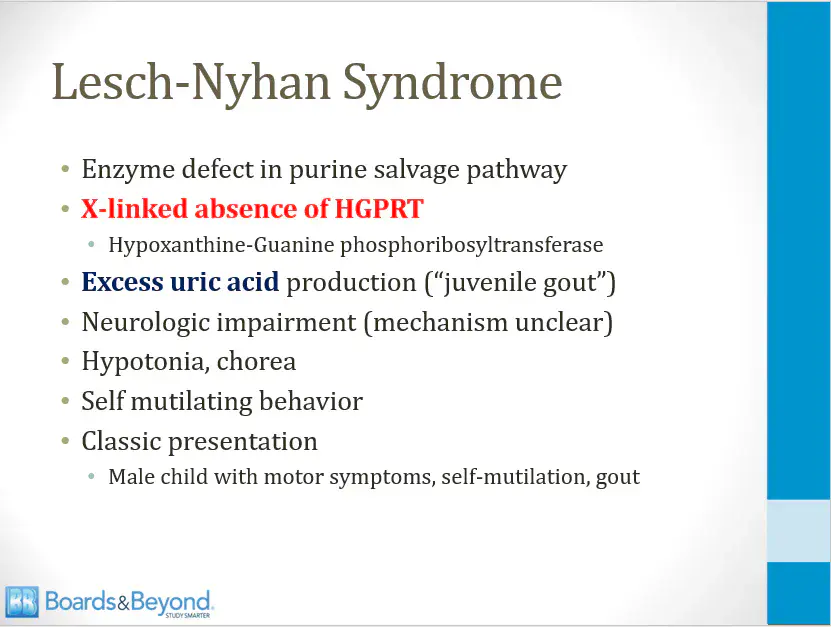 Lesch-Nyhan Syndrome
• Enzyme defect in purine salvage pathway
• X-linked absence of HGPRT
• Hypoxanthine-Guanine phosphoribosyltransferase
• Excess uric acid production (“juvenile gout”)
• Neurologic impairment (mechanism unclear)
• Hypotonia, chorea
• Self mutilating behavior
• Classic presentation
• Male child with motor symptoms, self-mutilation, gout
BB Boards&Beyond.
STUDY SMARTER